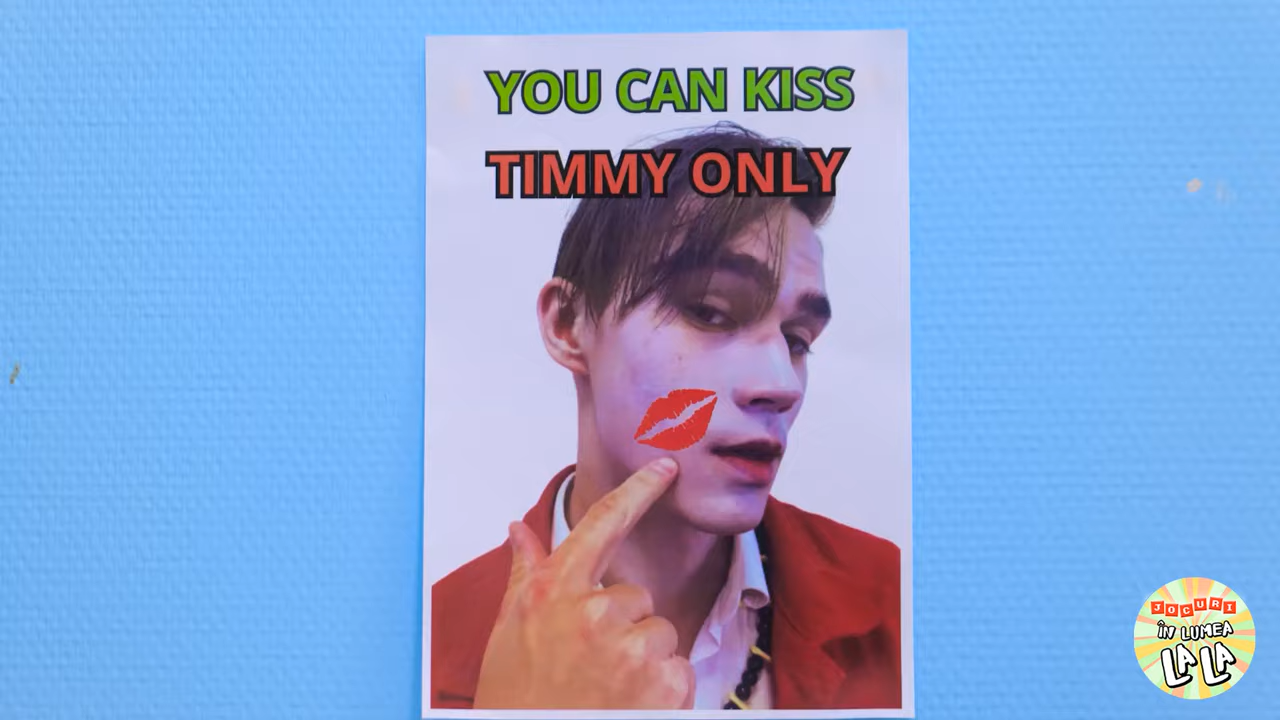 YOU CAN KISS
TIMMY ONLY
JOCURI
ÎN LUMEA
LA LA